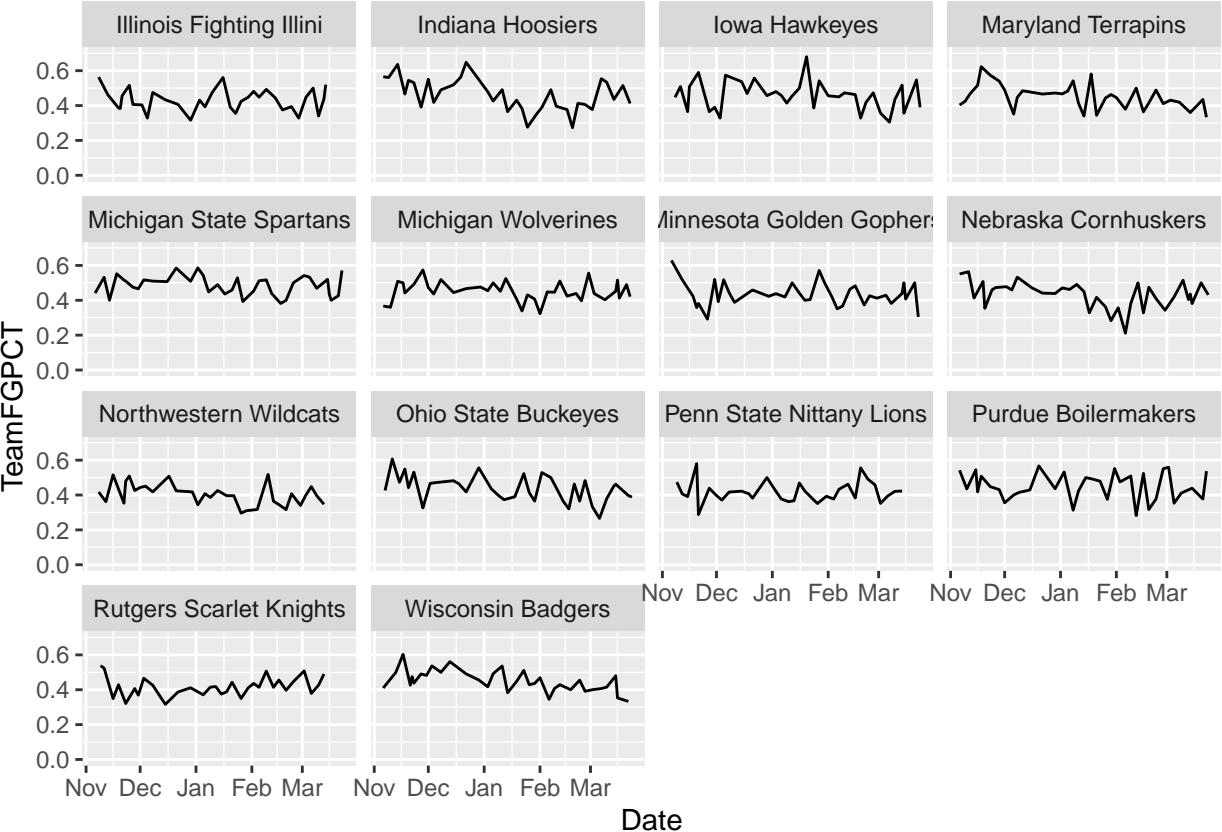 Illinois Fighting Illini
Indiana Hoosiers
Iowa Hawkeyes
Maryland Terrapins
0.6
0.4
0.2
0.0
Michigan State Spartans
Michigan Wolverines
Minnesota Golden Gophers
Nebraska Cornhuskers
0.6
0.4
0.2
0.0
TeamFGPCT
Northwestern Wildcats
Ohio State Buckeyes
Penn State Nittany Lions
Purdue Boilermakers
0.6
0.4
0.2
0.0
Nov Dec Jan Feb Mar
Nov Dec Jan Feb Mar
Rutgers Scarlet Knights
Wisconsin Badgers
0.6
0.4
0.2
0.0
Nov Dec Jan Feb Mar
Nov Dec Jan Feb Mar
Date